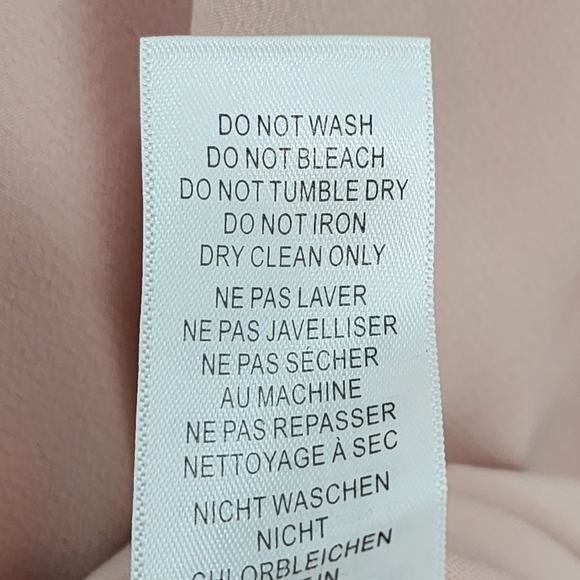 DO NOT WASH
DO NOT BLEACH
DO NOT TUMBLE DRY
DO NOT IRON
DRY CLEAN ONLY
NE PAS LAVER
NE PAS JAVELLISER
NE PAS SÉCHER
AU MACHINE
NE PAS REPASSER
NETTOYAGE À SEC
NICHT WASCHEN
NICHT
CHLORBLEICHEN